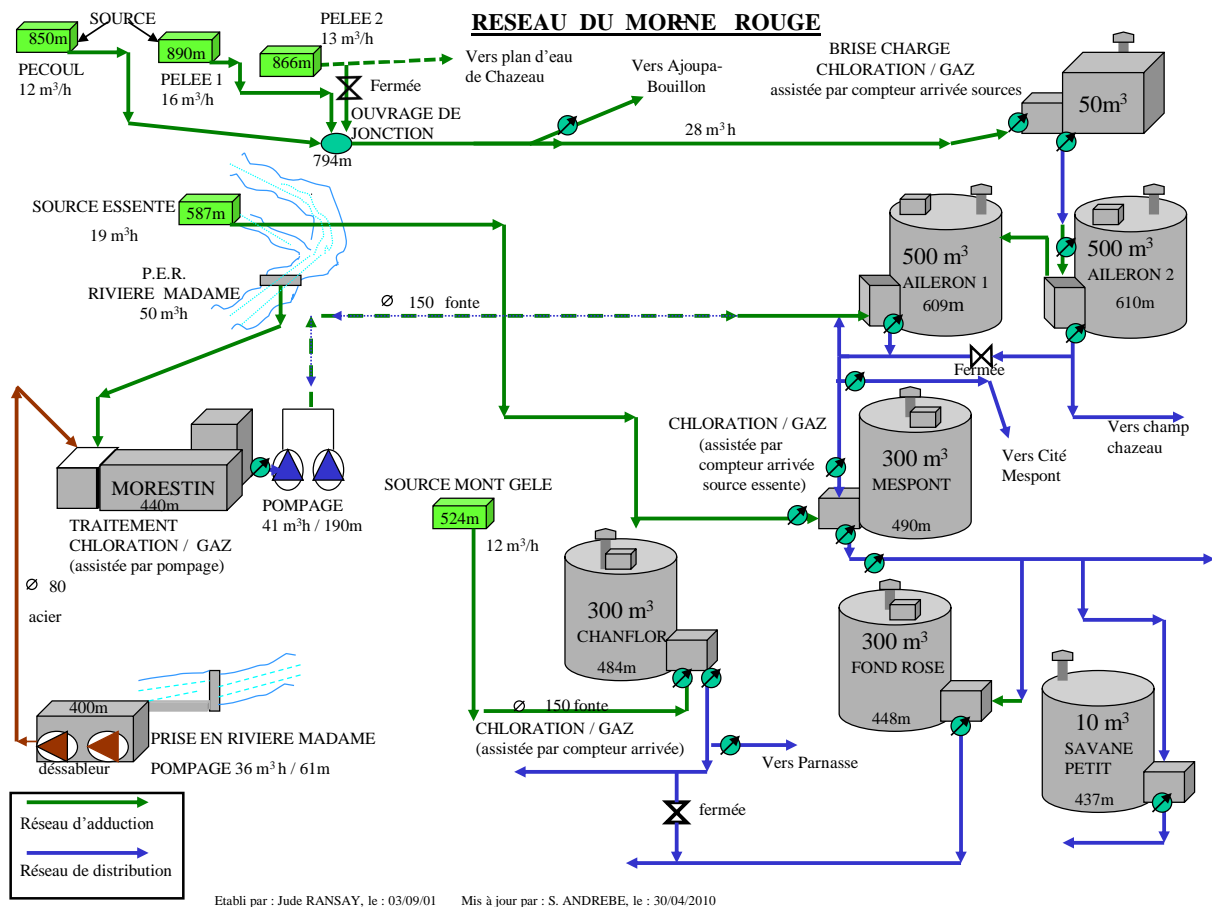 RESEAU DU MORNE ROUGE
SOURCE
850m
890m
866m
PELEE 2
13 m³/h
PECOUL
12 m³/h
PELEE 1
16 m³/h
Fermée
Vers plan d’eau
de Chazeau
Vers Ajoupa-
Bouillon
OUVRAGE DE
JONCTION
794m
28 m³h
BRISE CHARGE
CHLORATION / GAZ
assistée par compteur arrivée sources
50m³
SOURCE ESSENTE
587m
19 m³h
P.E.R.
RIVIERE MADAME
50 m³h
Ø 150 fonte
500 m³
AILERON 1
609m
500 m³
AILERON 2
610m
Fermée
Vers champ
chazeau
Vers Cité
Mespont
CHLORATION / GAZ
(assistée par
compteur arrivée
source essente)
300 m³
MESPONT
490m
MORESTIN
440m
TRAITEMENT
CHLORATION / GAZ
(assistée par pompage)
POMPAGE
41 m³h / 190m
SOURCE MONT GELE
524m
12 m³/h
Ø 80
acier
300 m³
CHANFLOR
484m
300 m³
FOND ROSE
448m
10 m³
SAVANE
PETIT
437m
Ø 150 fonte
CHLORATION / GAZ
(assistée par compteur arrivée)
Vers Parnasse
fermée
400m
PRISE EN RIVIERE MADAME
déssableur
POMPAGE 36 m³h / 61m
Réseau d’adduction
Réseau de distribution
Etabli par : Jude RANSAY, le : 03/09/01 Mis à jour par : S. ANDREBE, le : 30/04/2010